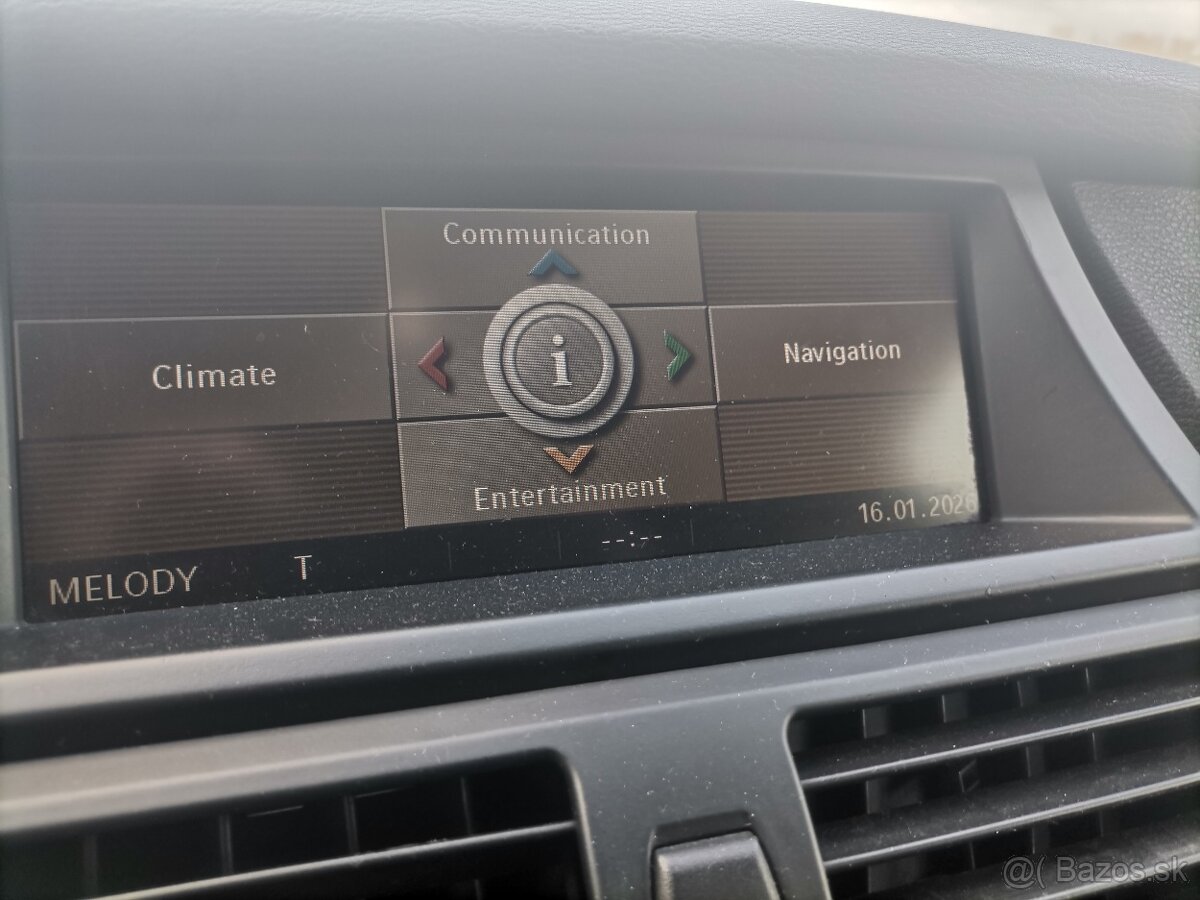 Communication
Climate
i
Navigation
Entertainment
MELODY T --:-- 16.01.2026
@( Bazos.sk